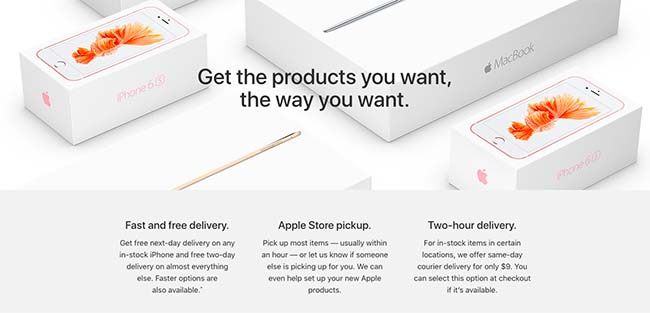 iPhone 6s
MacBook
Get the products you want,
the way you want.
iPhone 6s
Fast and free delivery.
Get free next-day delivery on any
in-stock iPhone and free two-day
delivery on almost everything
else. Faster options are
also available.*
Apple Store pickup.
Pick up most items — usually within
an hour — or let us know if someone
else is picking up for you. We can
even help set up your new Apple
products.
Two-hour delivery.
For in-stock items in certain
locations, we offer same-day
courier delivery for only $9. You
can select this option at checkout
if it's available.